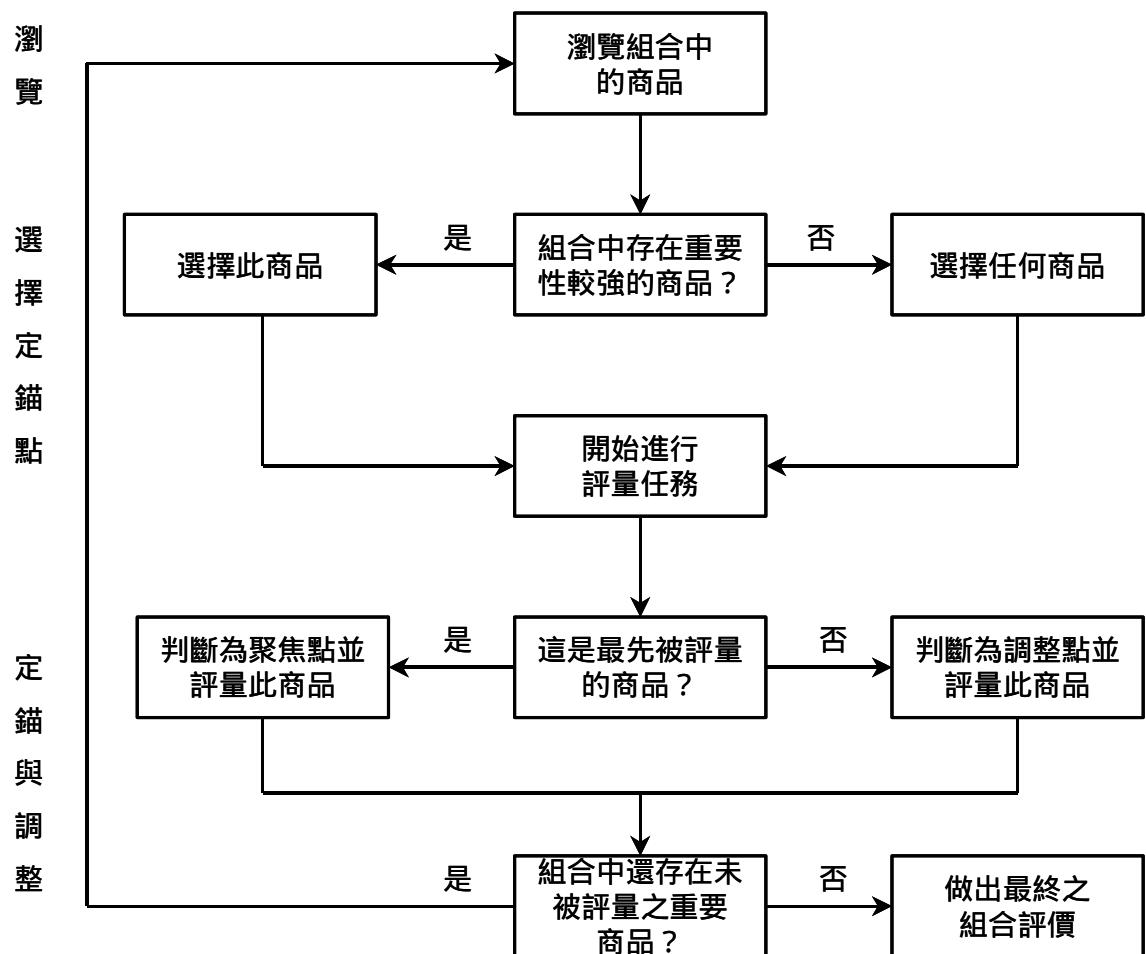 瀏覽
瀏覽組合中
的商品
選擇定錨點
選擇此商品
是
組合中存在重要
性較強的商品？
否
選擇任何商品
開始進行
評量任務
定錨與調整
判斷為聚焦點並
評量此商品
是
這是最先被評量
的商品？
否
判斷為調整點並
評量此商品
是
組合中還存在未
被評量之重要
商品？
否
做出最終之
組合評價